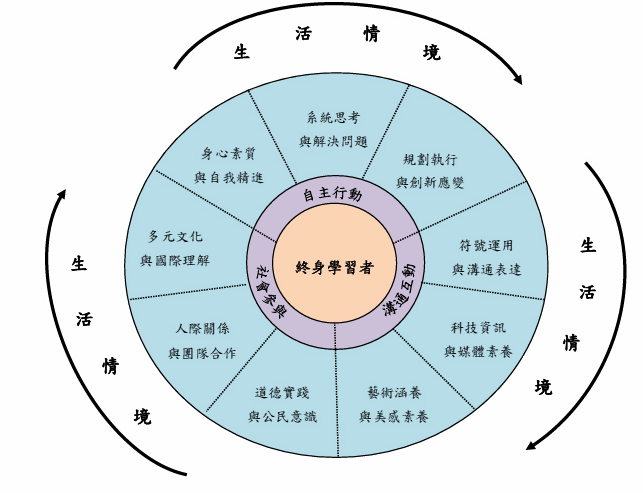 生活情境
系統思考
與解決問題
規劃執行
與創新應變
符號運用
與溝通表達
科技資訊
與媒體素養
藝術涵養
與美感素養
道德實踐
與公民意識
人際關係
與團隊合作
多元文化
與國際理解
身心素質
與自我精進
自主行動
溝通互動
社會參與
終身學習者
生活情境
生活情境